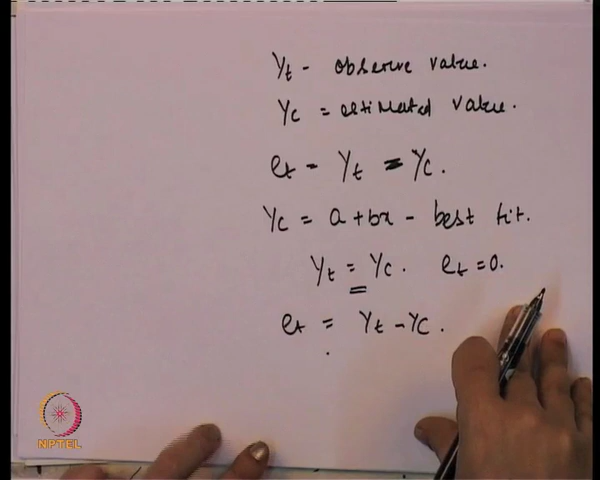 Yt - observe value.
Yc = estimated value.
et - Yt = Yc.
Yc = a + bx - best fit.
Yt = Yc. et = 0.
et = Yt - Yc.
NPTEL